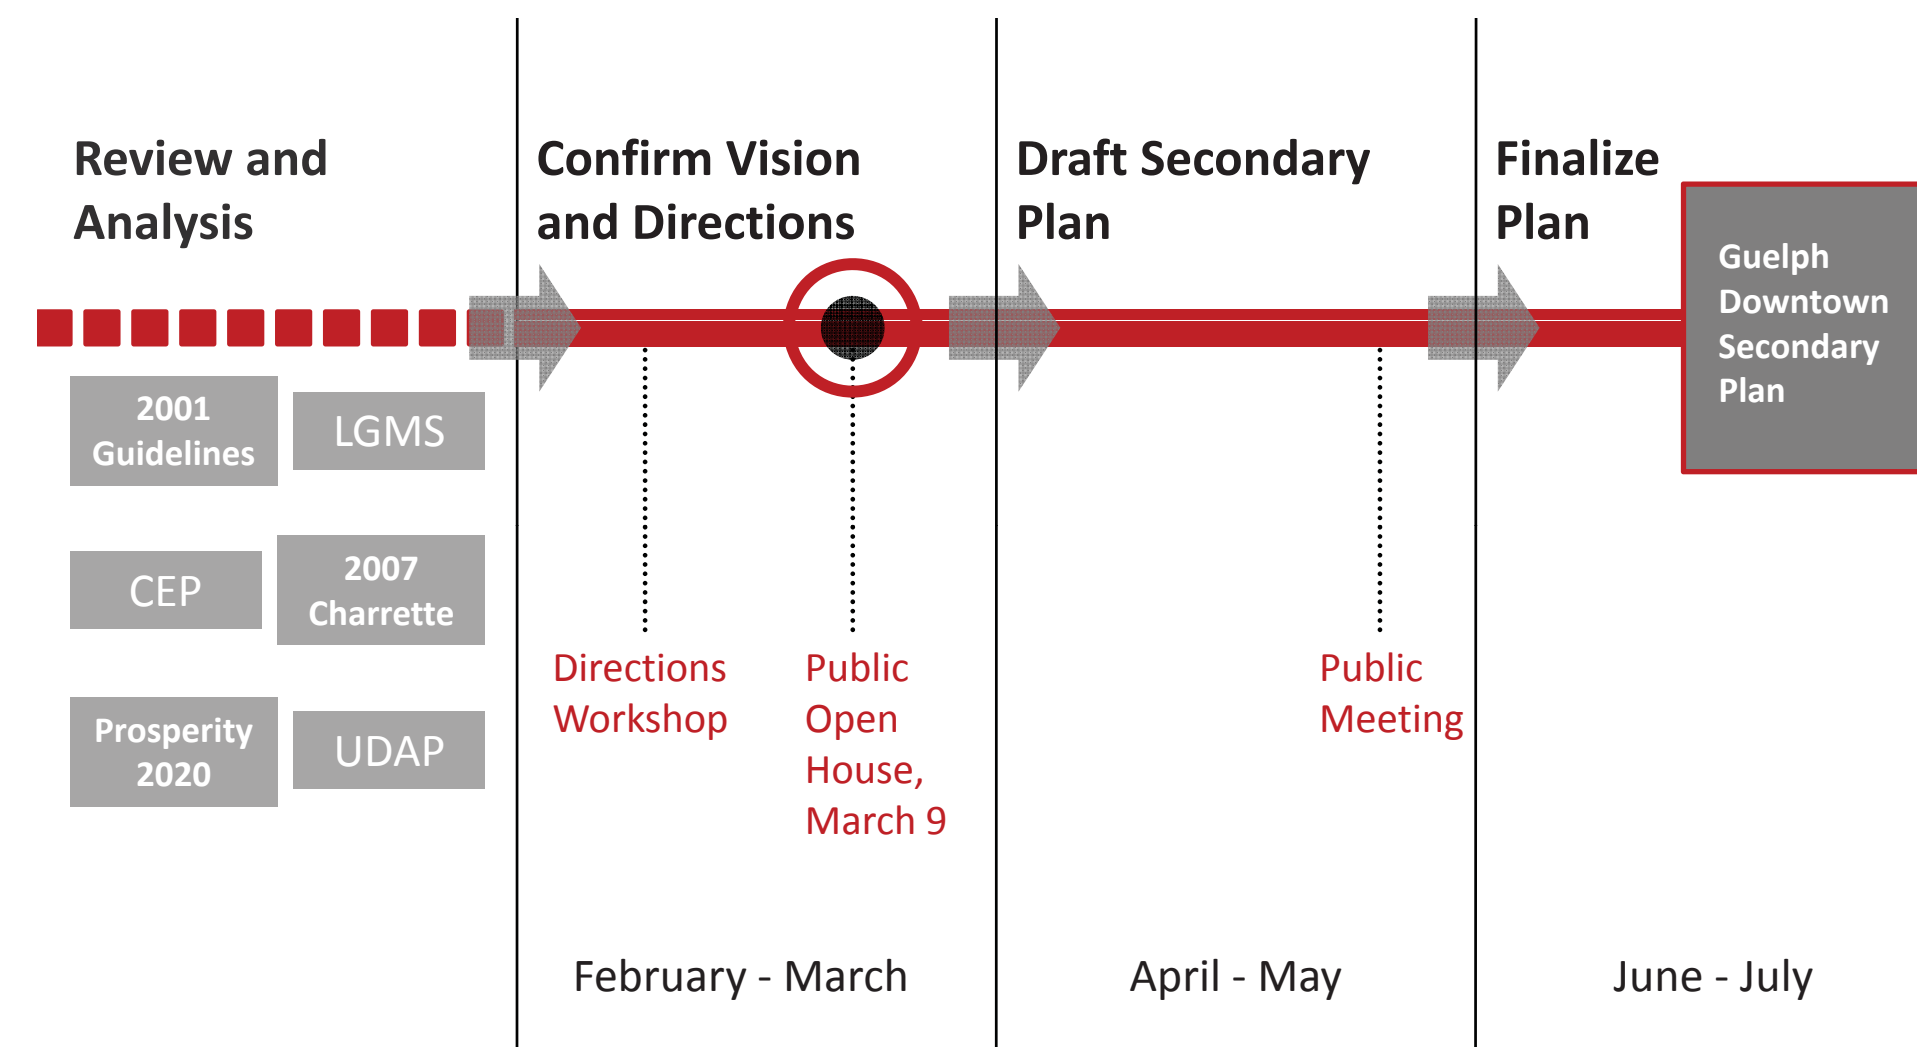 Review and
Analysis
Confirm Vision
and Directions
Draft Secondary
Plan
Finalize
Plan
Guelph
Downtown
Secondary
Plan
2001
Guidelines
LGMS
CEP
2007
Charrette
Prosperity
2020
UDAP
Directions
Workshop
Public
Open
House,
March 9
Public
Meeting
February - March
April - May
June - July